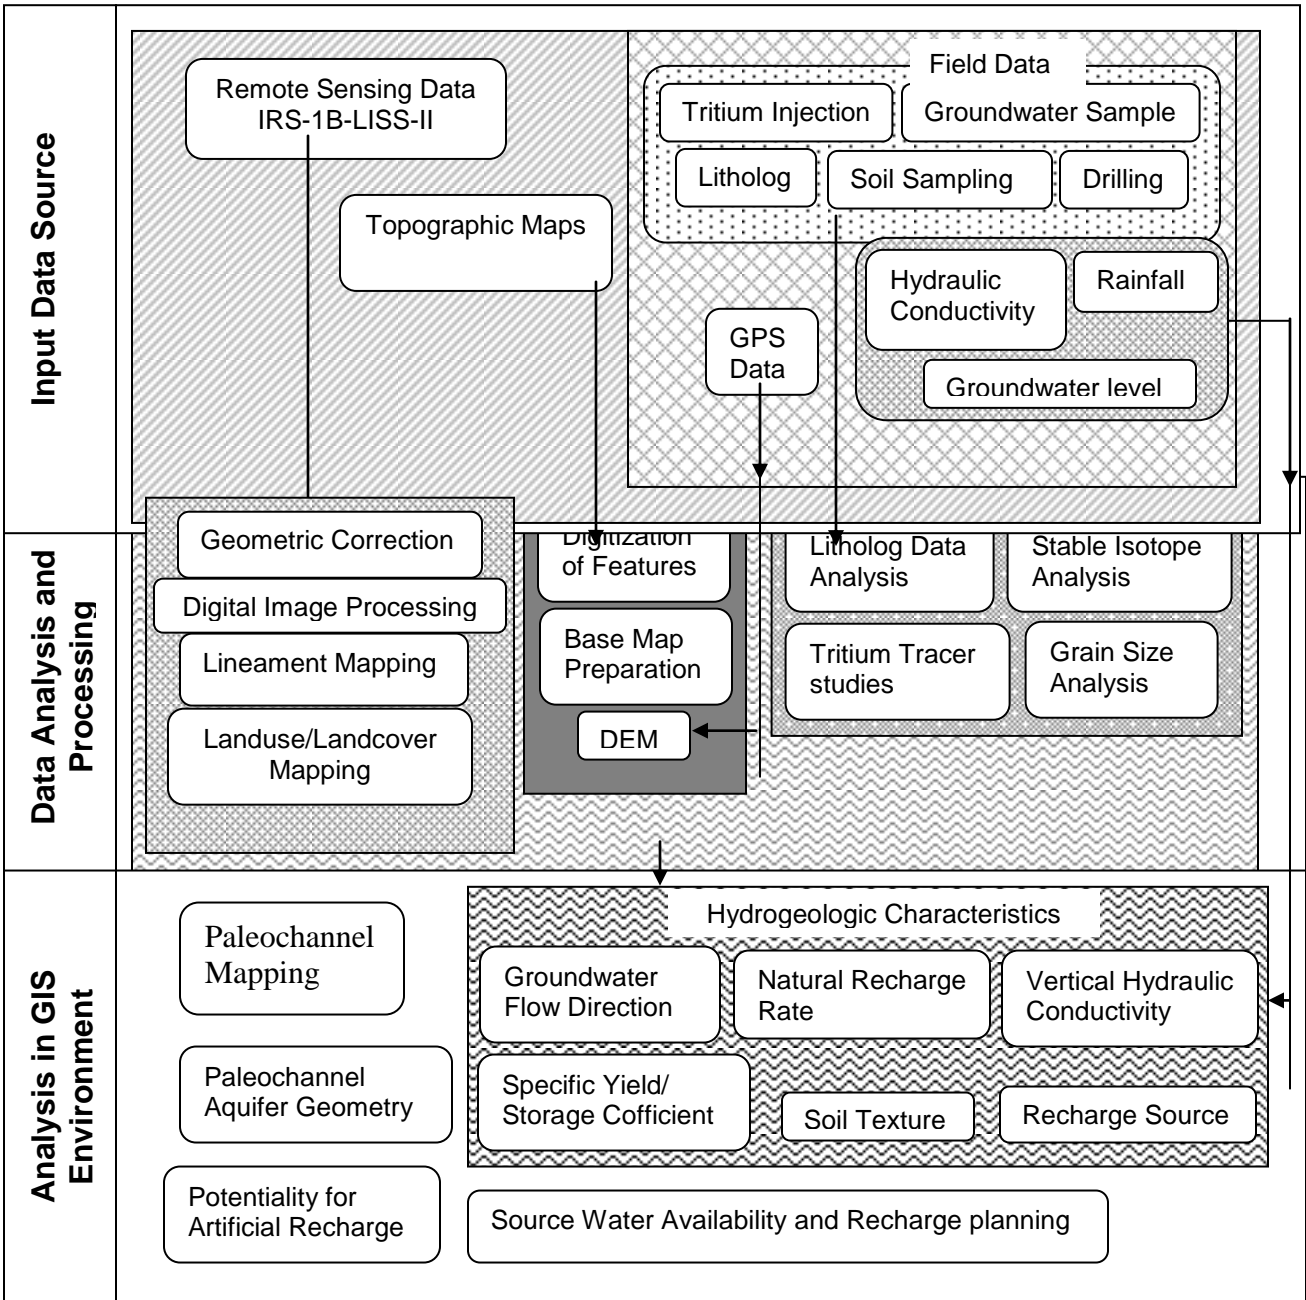 Input Data Source
Remote Sensing Data
IRS-1B-LISS-II
Topographic Maps
Field Data
Tritium Injection
Groundwater Sample
Litholog
Soil Sampling
Drilling
Hydraulic
Conductivity
Rainfall
Groundwater level
GPS
Data
Data Analysis and
Processing
Geometric Correction
Digital Image Processing
Lineament Mapping
Landuse/Landcover
Mapping
Digitization
of Features
Base Map
Preparation
DEM
Litholog Data
Analysis
Stable Isotope
Analysis
Tritium Tracer
studies
Grain Size
Analysis
Analysis in GIS
Environment
Paleochannel
Mapping
Paleochannel
Aquifer Geometry
Potentiality for
Artificial Recharge
Hydrogeologic Characteristics
Groundwater
Flow Direction
Natural Recharge
Rate
Vertical Hydraulic
Conductivity
Specific Yield/
Storage Cofficient
Soil Texture
Recharge Source
Source Water Availability and Recharge planning